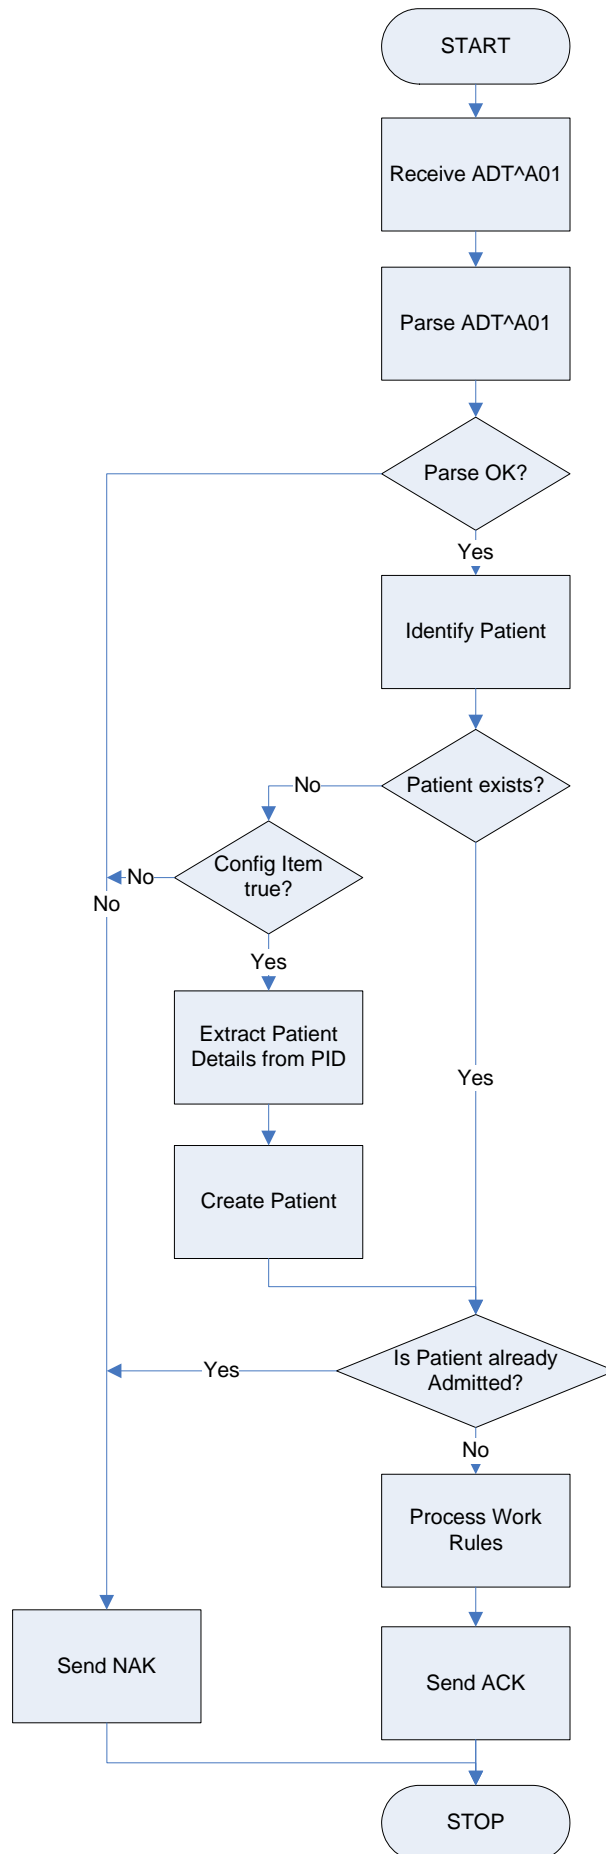 START
Receive ADT^A01
Parse ADT^A01
Parse OK?
Yes
Identify Patient
Patient exists?
No
Config Item
true?
No
No
Yes
Extract Patient
Details from PID
Yes
Create Patient
Is Patient already
Admitted?
Yes
No
Process Work
Rules
Send NAK
Send ACK
STOP